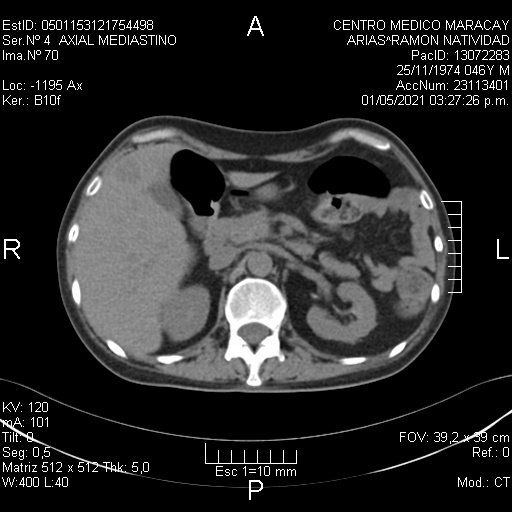 EstID: 0501153121754498
Ser.Nº 4 AXIAL MEDIASTINO
Ima.Nº 70
Loc: -1195 Ax
Ker.: B10f
A
CENTRO MEDICO MARACAY
ARIAS^RAMON NATIVIDAD
PacID: 13072283
25/11/1974 046Y M
AccNum: 23113401
01/05/2021 03:27:26 p.m.
R
L
KV: 120
mA: 101
Tilt: 0
Seg: 0,5
Matriz 512 x 512 Thk: 5,0
W:400 L:40
Esc 1=10 mm
P
FOV: 39,2 x 39 cm
Ref.: 0
Mod.: CT